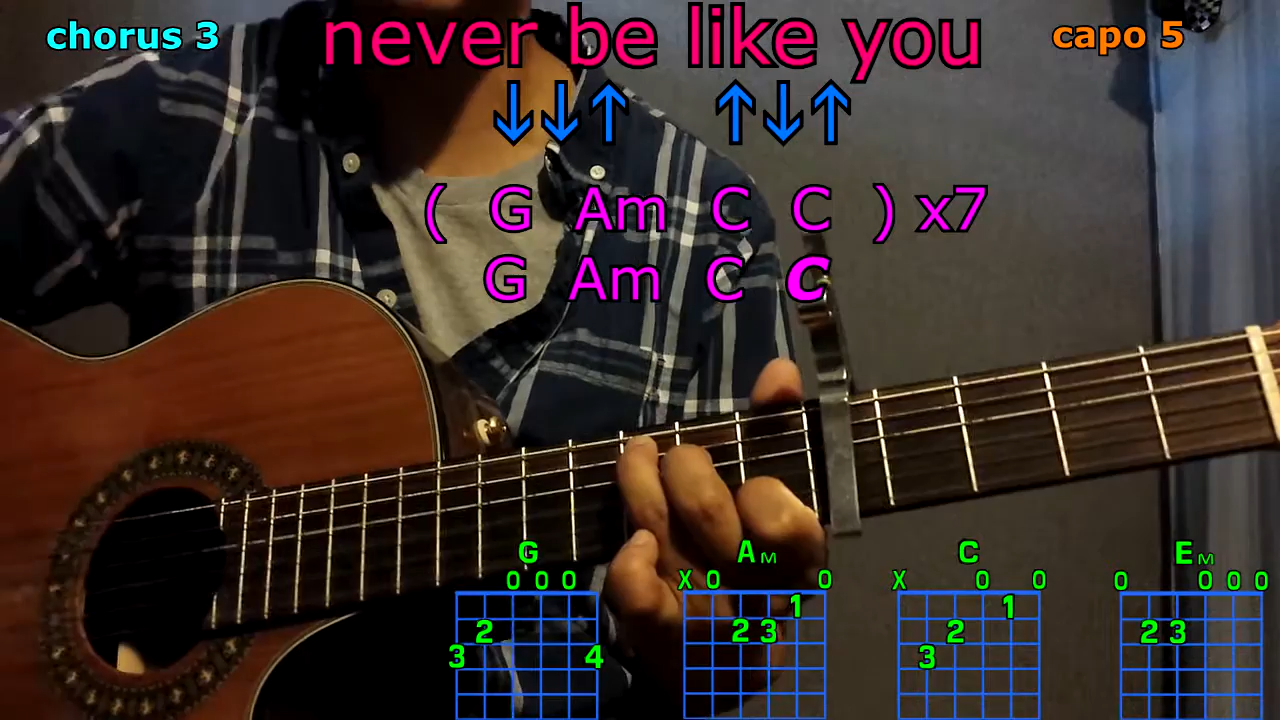 chorus 3
never be like you
capo 5
↓↓↑ ↑↓↑
( G Am C C ) x7
G Am C C
G
0 0 0
2
3 4
AM
X 0 0
1
2 3
C
X 0 0
1
2
3
EM
0 0 0 0
2 3